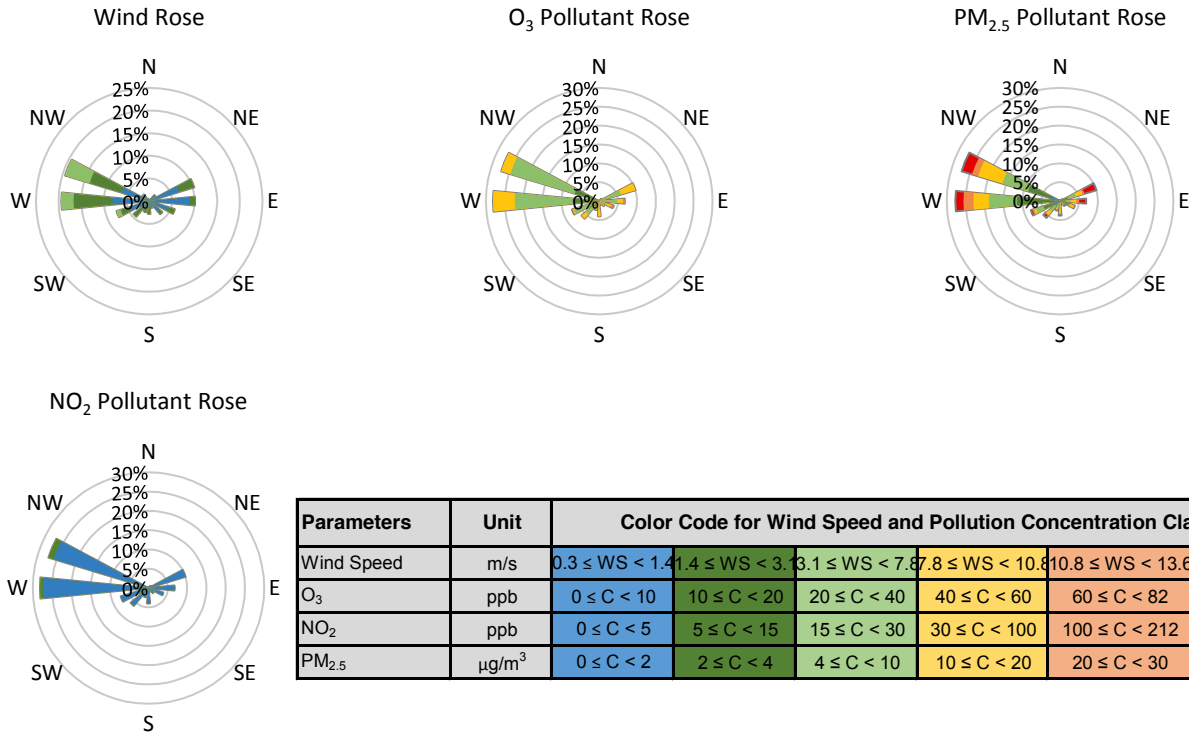 Wind Rose
N
25%
20%
15%
10%
5%
0%
NW
NE
W
E
SW
SE
S
O3 Pollutant Rose
N
30%
25%
20%
15%
10%
5%
0%
NW
NE
W
E
SW
SE
S
PM2.5 Pollutant Rose
N
30%
25%
20%
15%
10%
5%
0%
NW
NE
W
E
SW
SE
S
NO2 Pollutant Rose
N
30%
25%
20%
15%
10%
5%
0%
NW
NE
W
E
SW
SE
S
Parameters Unit Color Code for Wind Speed and Pollution Concentration Cla
Wind Speed m/s 0.3 ≤ WS < 1.4 1.4 ≤ WS < 3.1 3.1 ≤ WS < 7.8 7.8 ≤ WS < 10.8 10.8 ≤ WS < 13.6
O3 ppb 0 ≤ C < 10 10 ≤ C < 20 20 ≤ C < 40 40 ≤ C < 60 60 ≤ C < 82
NO2 ppb 0 ≤ C < 5 5 ≤ C < 15 15 ≤ C < 30 30 ≤ C < 100 100 ≤ C < 212
PM2.5 µg/m3 0 ≤ C < 2 2 ≤ C < 4 4 ≤ C < 10 10 ≤ C < 20 20 ≤ C < 30